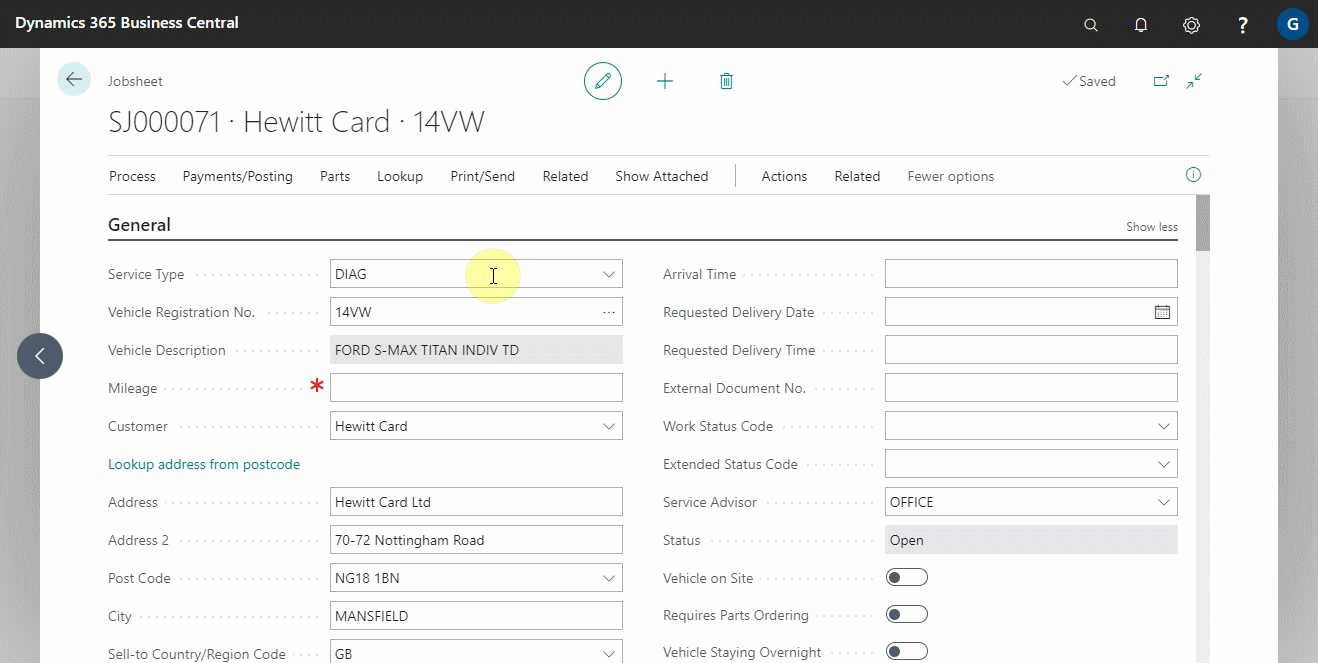 Dynamics 365 Business Central
?
G
Jobsheet
Saved
SJ000071 · Hewitt Card · 14VW
Process Payments/Posting Parts Lookup Print/Send Related Show Attached Actions Related Fewer options
General
Show less
Service Type DIAG
Vehicle Registration No. 14VW
Vehicle Description FORD S-MAX TITAN INDIV TD
Mileage *
Customer Hewitt Card
Lookup address from postcode
Address Hewitt Card Ltd
Address 2 70-72 Nottingham Road
Post Code NG18 1BN
City MANSFIELD
Sell-to Country/Region Code GB
Arrival Time
Requested Delivery Date
Requested Delivery Time
External Document No.
Work Status Code
Extended Status Code
Service Advisor OFFICE
Status Open
Vehicle on Site
Requires Parts Ordering
Vehicle Staying Overnight